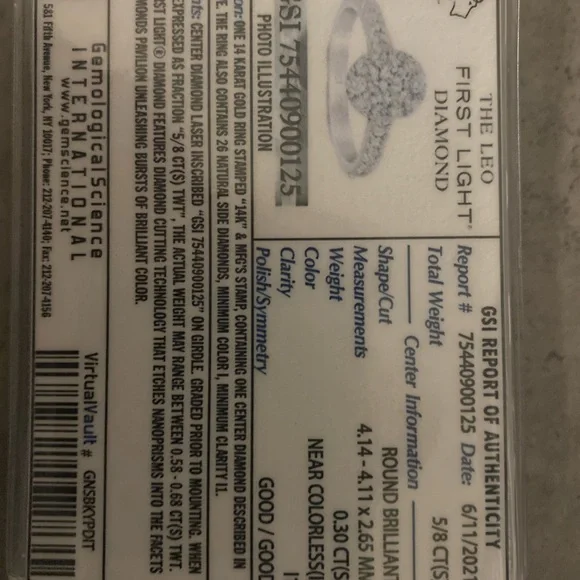 THE LEO
FIRST LIGHT®
DIAMOND
GSI 75440900125
PHOTO ILLUSTRATION
GSI REPORT OF AUTHENTICITY
Report # 75440900125 Date: 6/11/2021
Total Weight 5/8 CT(S
Center Information
Shape/Cut ROUND BRILLIAN
Measurements 4.14 - 4.11 x 2.65 MM
Weight 0.30 CT(S
Color NEAR COLORLESS(I
Clarity I
Polish/Symmetry GOOD / GOOD
ONE 14 KARAT GOLD RING STAMPED "14K" & MFG'S STAMP, CONTAINING ONE CENTER DIAMOND DESCRIBED IN
THE RING ALSO CONTAINS 26 NATURAL SIDE DIAMONDS, MINIMUM COLOR I, MINIMUM CLARITY I1.
nts: CENTER DIAMOND LASER INSCRIBED "GSI 75440900125" ON GIRDLE. GRADED PRIOR TO MOUNTING. WHEN
EXPRESSED AS FRACTION "5/8 CT(S) TWT", THE ACTUAL WEIGHT MAY RANGE BETWEEN 0.58 - 0.68 CT(S) TWT.
ST LIGHT® DIAMOND FEATURES DIAMOND CUTTING TECHNOLOGY THAT ETCHES NANOPRISMS INTO THE FACETS
MONDS PAVILION UNLEASHING BURSTS OF BRILLIANT COLOR.
GemologicalScience
INTERNATIONAL
www.gemscience.net
581 Fifth Avenue, New York, NY 10017; Phone: 212-207-4140; Fax: 212-207-4156
VirtualVault # GNSBKYPDIT